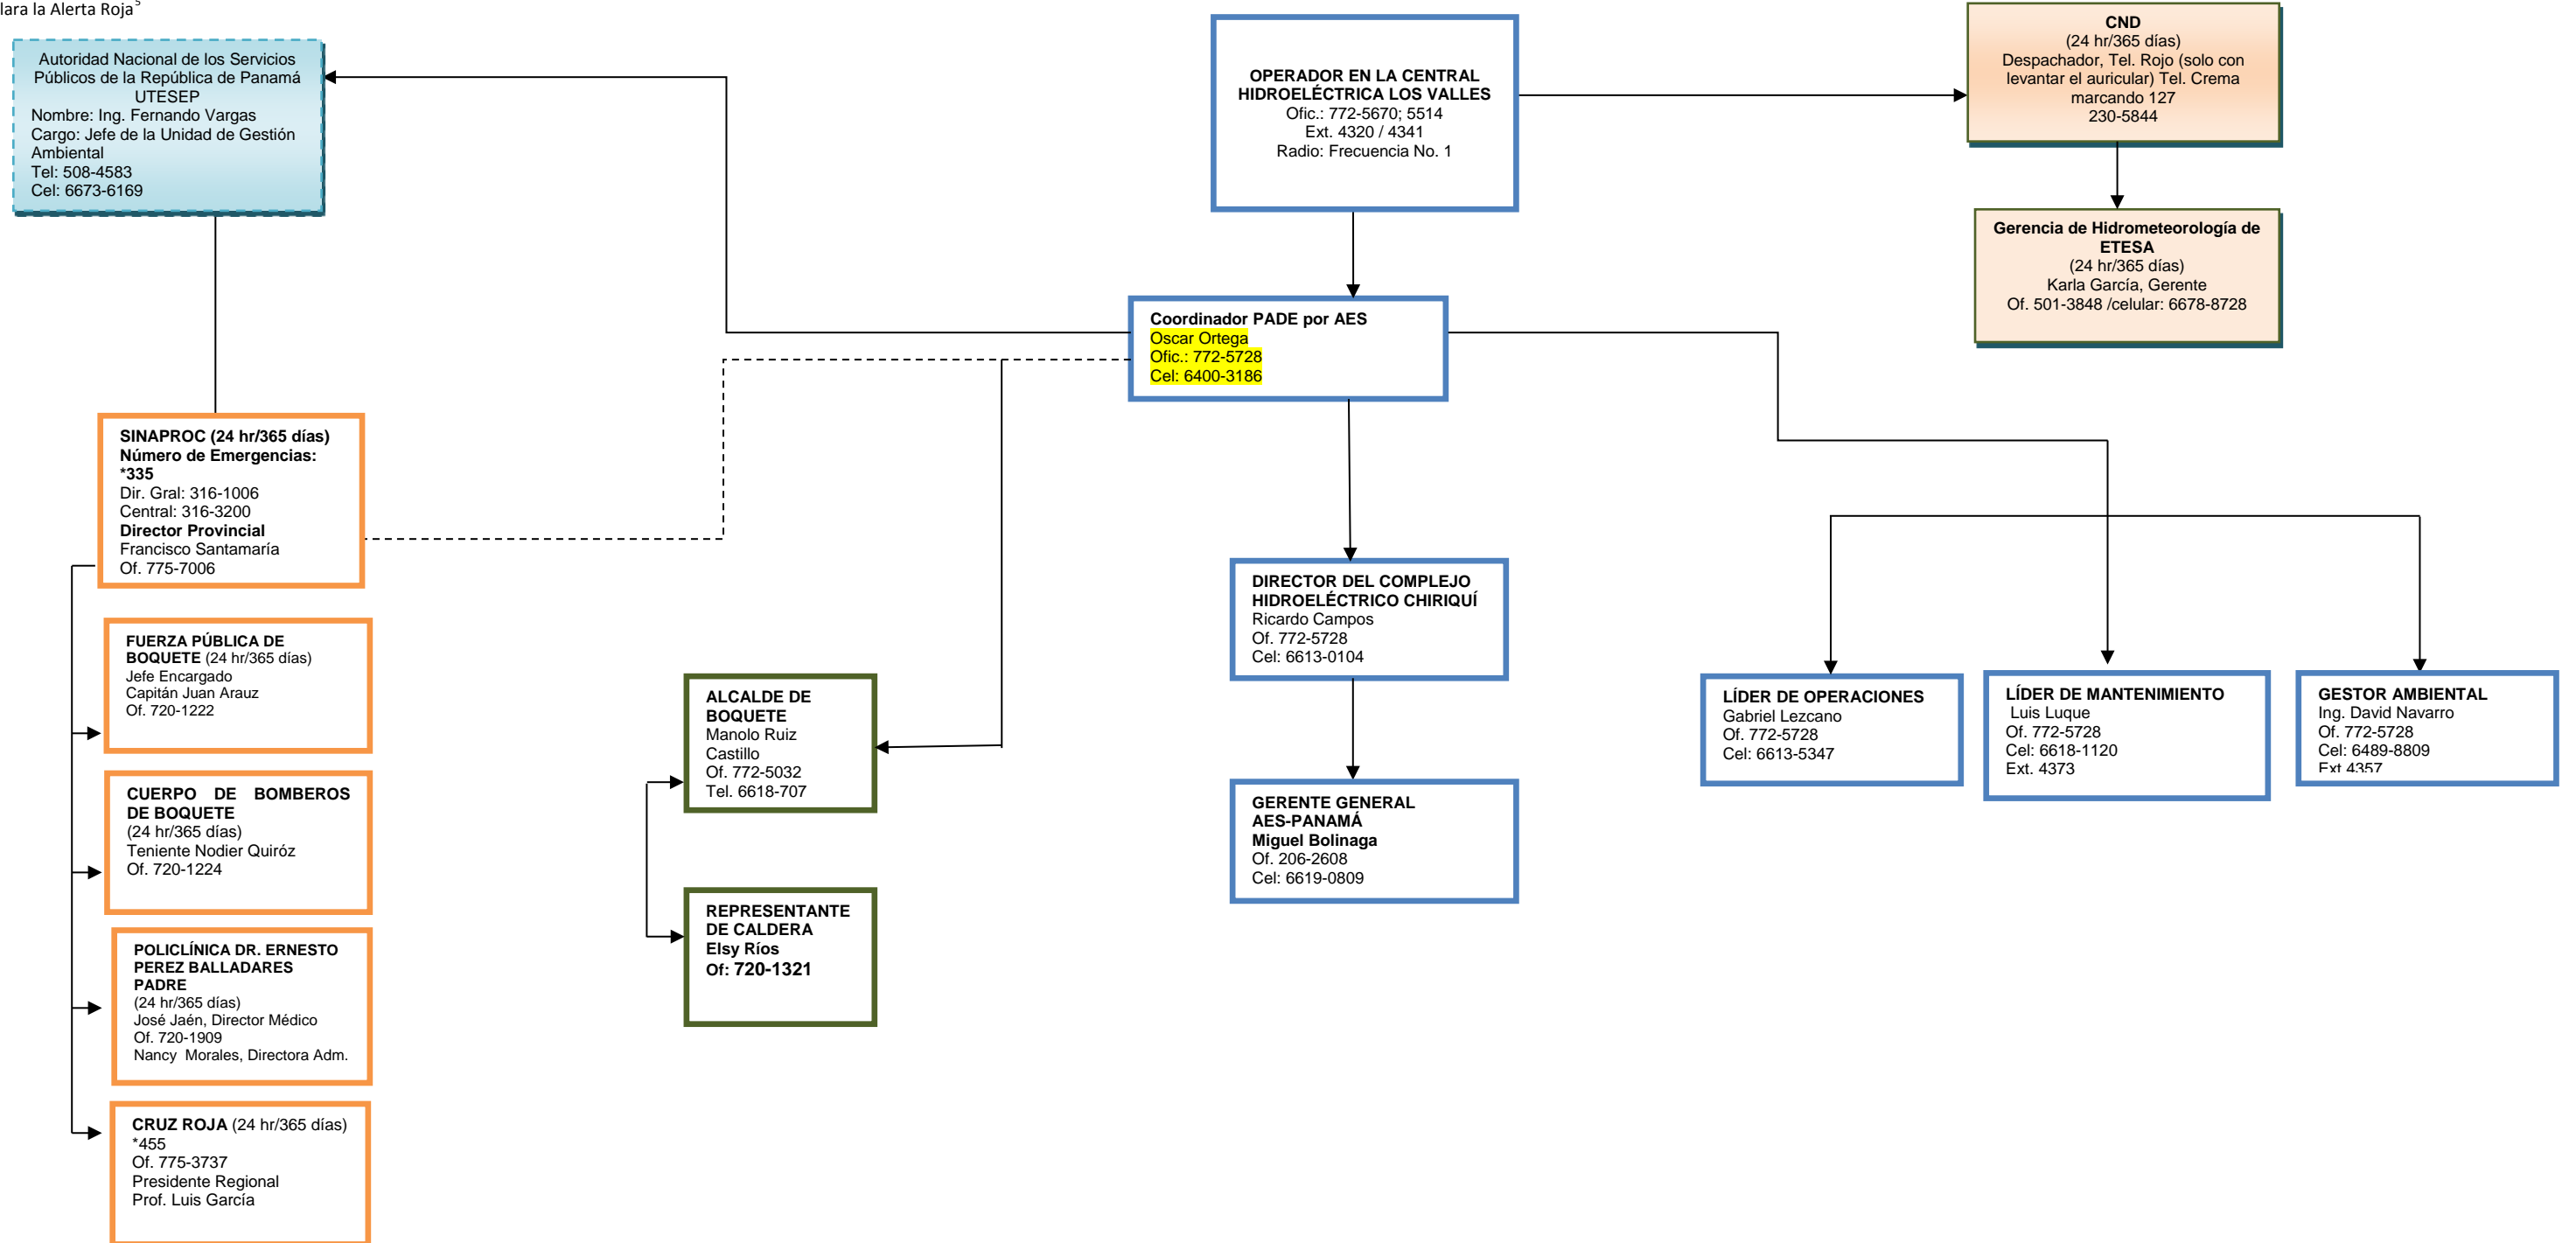 lara la Alerta Roja5
Autoridad Nacional de los Servicios
Públicos de la República de Panamá
UTESEP
Nombre: Ing. Fernando Vargas
Cargo: Jefe de la Unidad de Gestión
Ambiental
Tel: 508-4583
Cel: 6673-6169
OPERADOR EN LA CENTRAL
HIDROELÉCTRICA LOS VALLES
Ofic.: 772-5670; 5514
Ext. 4320 / 4341
Radio: Frecuencia No. 1
CND
(24 hr/365 días)
Despachador, Tel. Rojo (solo con
levantar el auricular) Tel. Crema
marcando 127
230-5844
Gerencia de Hidrometeorología de
ETESA
(24 hr/365 días)
Karla García, Gerente
Of. 501-3848 /celular: 6678-8728
Coordinador PADE por AES
Oscar Ortega
Ofic.: 772-5728
Cel: 6400-3186
SINAPROC (24 hr/365 días)
Número de Emergencias:
*335
Dir. Gral: 316-1006
Central: 316-3200
Director Provincial
Francisco Santamaría
Of. 775-7006
FUERZA PÚBLICA DE
BOQUETE (24 hr/365 días)
Jefe Encargado
Capitán Juan Arauz
Of. 720-1222
CUERPO DE BOMBEROS
DE BOQUETE
(24 hr/365 días)
Teniente Nodier Quiróz
Of. 720-1224
POLICLÍNICA DR. ERNESTO
PEREZ BALLADARES
PADRE
(24 hr/365 días)
José Jaén, Director Médico
Of. 720-1909
Nancy Morales, Directora Adm.
CRUZ ROJA (24 hr/365 días)
*455
Of. 775-3737
Presidente Regional
Prof. Luis García
ALCALDE DE
BOQUETE
Manolo Ruiz
Castillo
Of. 772-5032
Tel. 6618-707
REPRESENTANTE
DE CALDERA
Elsy Ríos
Of: 720-1321
DIRECTOR DEL COMPLEJO
HIDROELÉCTRICO CHIRIQUÍ
Ricardo Campos
Of. 772-5728
Cel: 6613-0104
GERENTE GENERAL
AES-PANAMÁ
Miguel Bolinaga
Of. 206-2608
Cel: 6619-0809
LÍDER DE OPERACIONES
Gabriel Lezcano
Of. 772-5728
Cel: 6613-5347
LÍDER DE MANTENIMIENTO
Luis Luque
Of. 772-5728
Cel: 6618-1120
Ext. 4373
GESTOR AMBIENTAL
Ing. David Navarro
Of. 772-5728
Cel: 6489-8809
Ext 4357